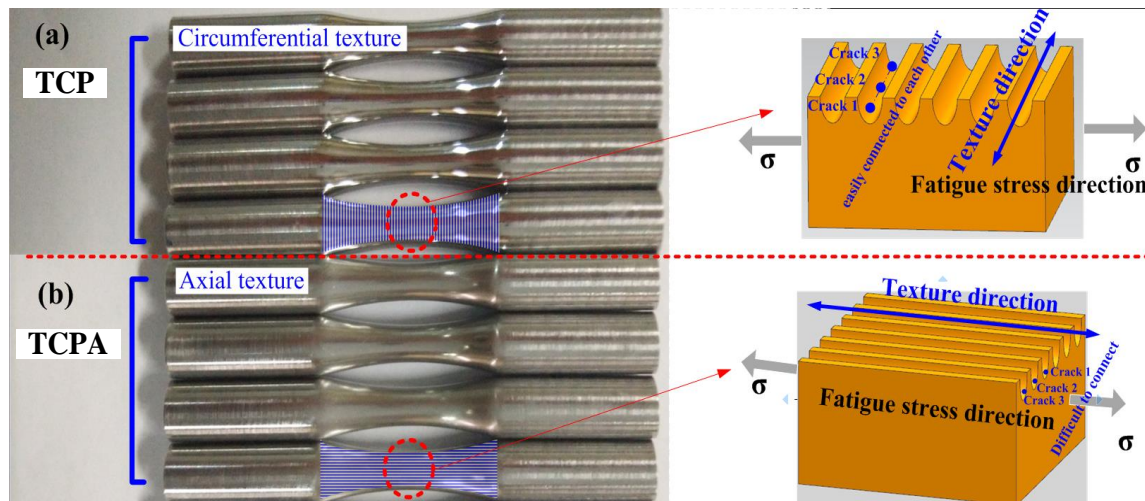 (a)
TCP
Circumferential texture
Crack 3
Crack 2
Crack 1
easily connected to each other
Texture direction
σ
σ
Fatigue stress direction
(b)
TCPA
Axial texture
Texture direction
Crack 1
Crack 2
Crack 3
Difficult to connect
σ
Fatigue stress direction
σ